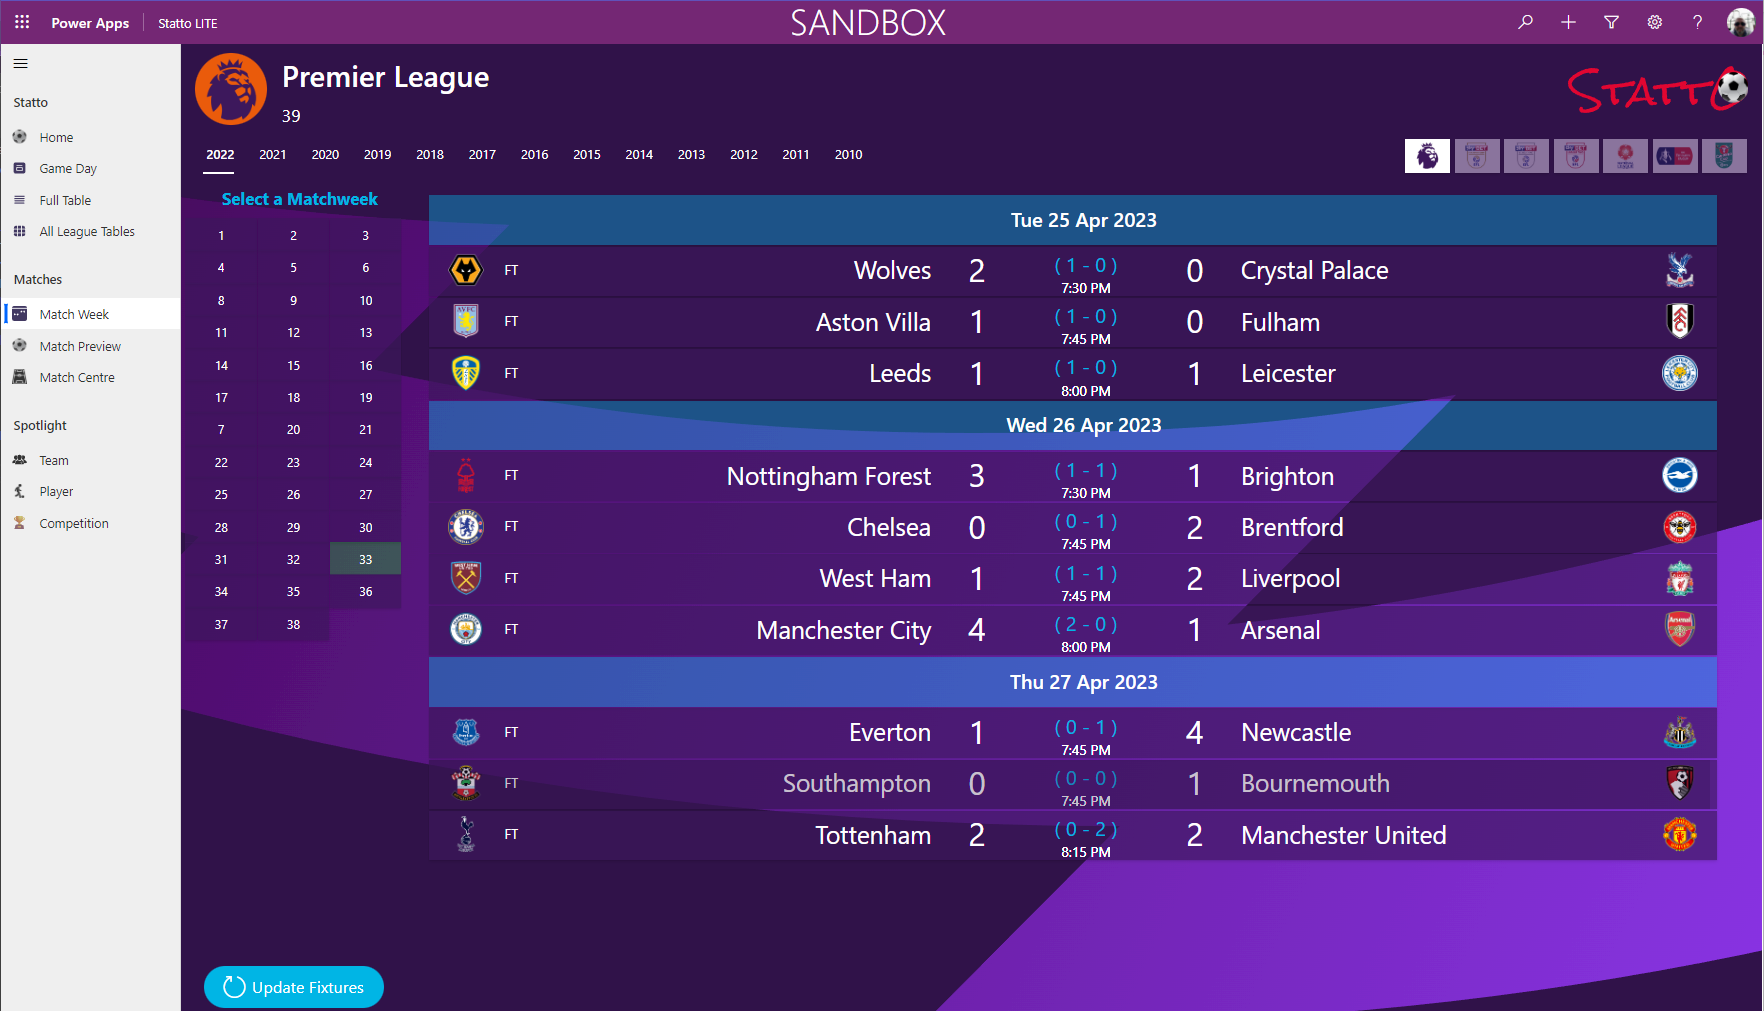 Power Apps
Statto LITE
SANDBOX
?
Statto
Home
Game Day
Full Table
All League Tables
Matches
Match Week
Match Preview
Match Centre
Spotlight
Team
Player
Competition
Premier League
39
STATTO
2022 2021 2020 2019 2018 2017 2016 2015 2014 2013 2012 2011 2010
Select a Matchweek
1 2 3
4 5 6
8 9 10
11 12 13
14 15 16
17 18 19
7 20 21
22 23 24
25 26 27
28 29 30
31 32 33
34 35 36
37 38
Tue 25 Apr 2023
FT Wolves 2 ( 1 - 0 ) 0 Crystal Palace
7:30 PM
FT Aston Villa 1 ( 1 - 0 ) 0 Fulham
7:45 PM
FT Leeds 1 ( 1 - 0 ) 1 Leicester
8:00 PM
Wed 26 Apr 2023
FT Nottingham Forest 3 ( 1 - 1 ) 1 Brighton
7:30 PM
FT Chelsea 0 ( 0 - 1 ) 2 Brentford
7:45 PM
FT West Ham 1 ( 1 - 1 ) 2 Liverpool
7:45 PM
FT Manchester City 4 ( 2 - 0 ) 1 Arsenal
8:00 PM
Thu 27 Apr 2023
FT Everton 1 ( 0 - 1 ) 4 Newcastle
7:45 PM
FT Southampton 0 ( 0 - 0 ) 1 Bournemouth
7:45 PM
FT Tottenham 2 ( 0 - 2 ) 2 Manchester United
8:15 PM
Update Fixtures